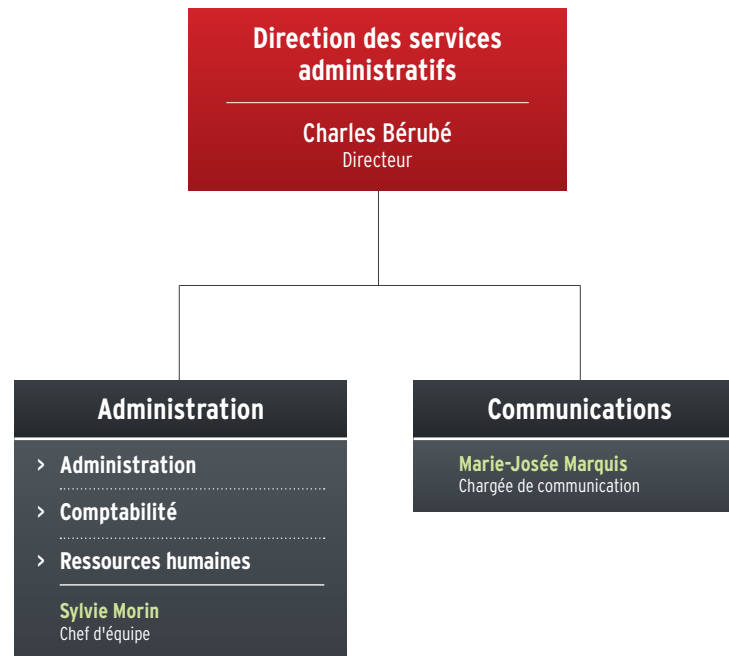 Direction des services
administratifs
Charles Bérubé
Directeur
Administration
> Administration
> Comptabilité
> Ressources humaines
Sylvie Morin
Chef d'équipe
Communications
Marie-Josée Marquis
Chargée de communication